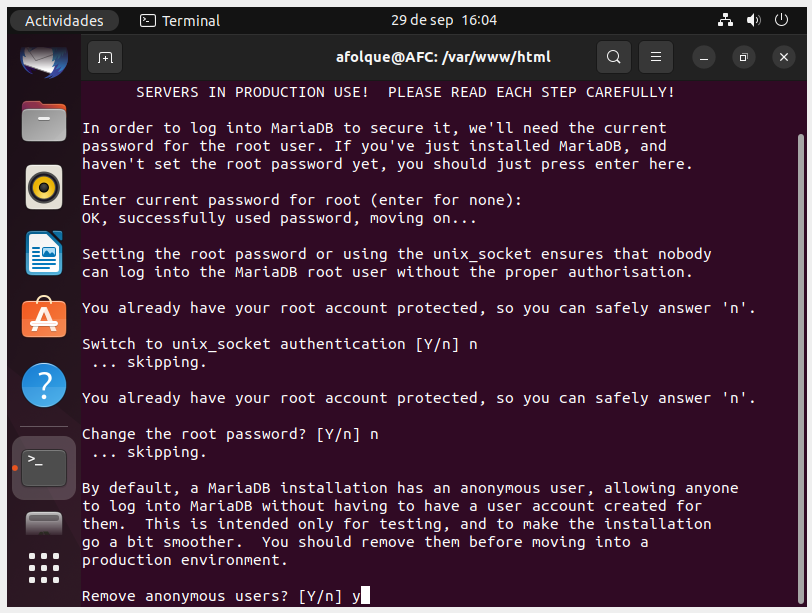 Actividades
Terminal
29 de sep 16:04
afolque@AFC: /var/www/html
SERVERS IN PRODUCTION USE!  PLEASE READ EACH STEP CAREFULLY!
In order to log into MariaDB to secure it, we'll need the current
password for the root user. If you've just installed MariaDB, and
haven't set the root password yet, you should just press enter here.
Enter current password for root (enter for none):
OK, successfully used password, moving on...
Setting the root password or using the unix_socket ensures that nobody
can log into the MariaDB root user without the proper authorisation.
You already have your root account protected, so you can safely answer 'n'.
Switch to unix_socket authentication [Y/n] n
 ... skipping.
You already have your root account protected, so you can safely answer 'n'.
Change the root password? [Y/n] n
 ... skipping.
By default, a MariaDB installation has an anonymous user, allowing anyone
to log into MariaDB without having to have a user account created for
them.  This is intended only for testing, and to make the installation
go a bit smoother.  You should remove them before moving into a
production environment.
Remove anonymous users? [Y/n] y